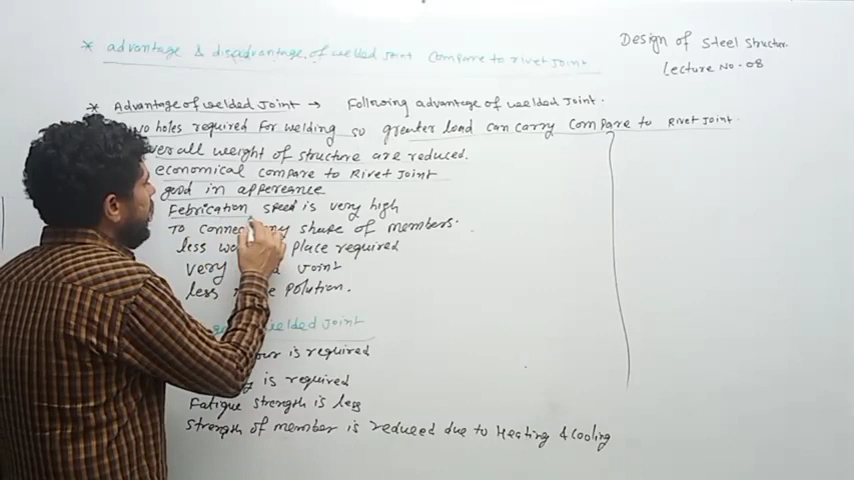 * advantage & disadvantage of welded Joint compare to rivet Joint
Design of Steel Structure.
Lecture No - 08
* Advantage of welded Joint → Following advantage of welded Joint.
No holes required for welding so greater load can carry compare to Rivet Joint.
over all weight of structure are reduced.
economical compare to Rivet Joint
good in appereance
Febrication speed is very high
To connect any shape of members.
less place required
very Joint
less polution.
welded Joint
is required
is required
Fatigue strength is less
strength of member is reduced due to Heating & cooling